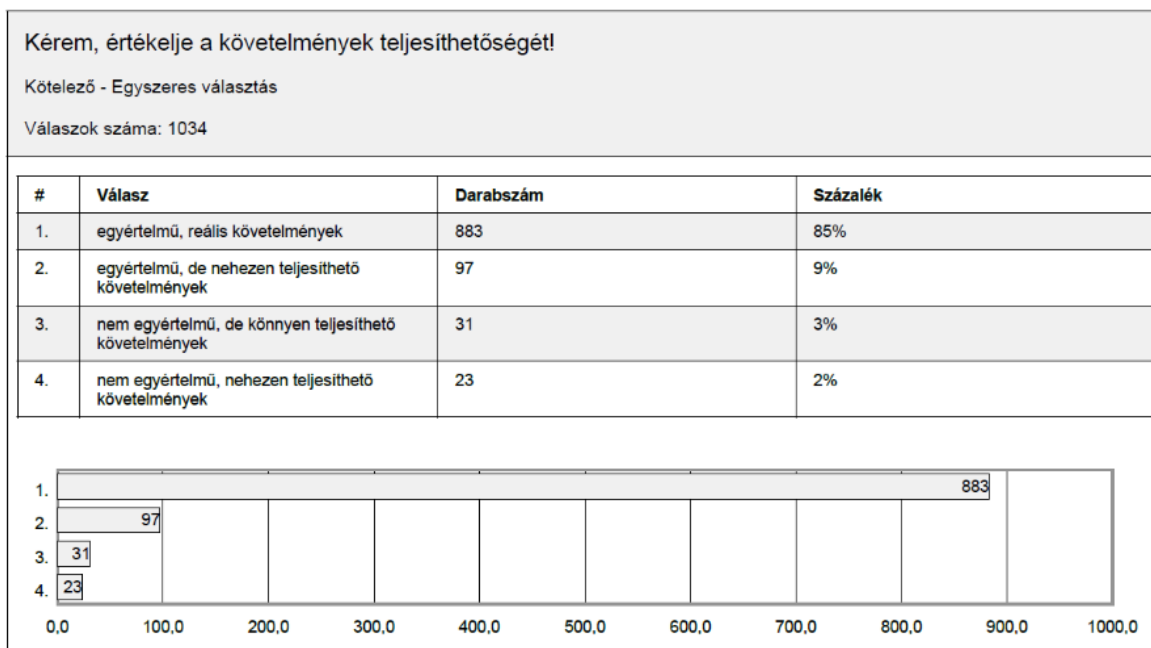 Kérem, értékelje a követelmények teljesíthetőségét!
Kötelező - Egyszeres választás
Válaszok száma: 1034
# Válasz Darabszám Százalék
1. egyértelmű, reális követelmények 883 85%
2. egyértelmű, de nehezen teljesíthető 97 9%
követelmények
3. nem egyértelmű, de könnyen teljesíthető 31 3%
követelmények
4. nem egyértelmű, nehezen teljesíthető 23 2%
követelmények
1. 883
2. 97
3. 31
4. 23
0,0 100,0 200,0 300,0 400,0 500,0 600,0 700,0 800,0 900,0 1000,0